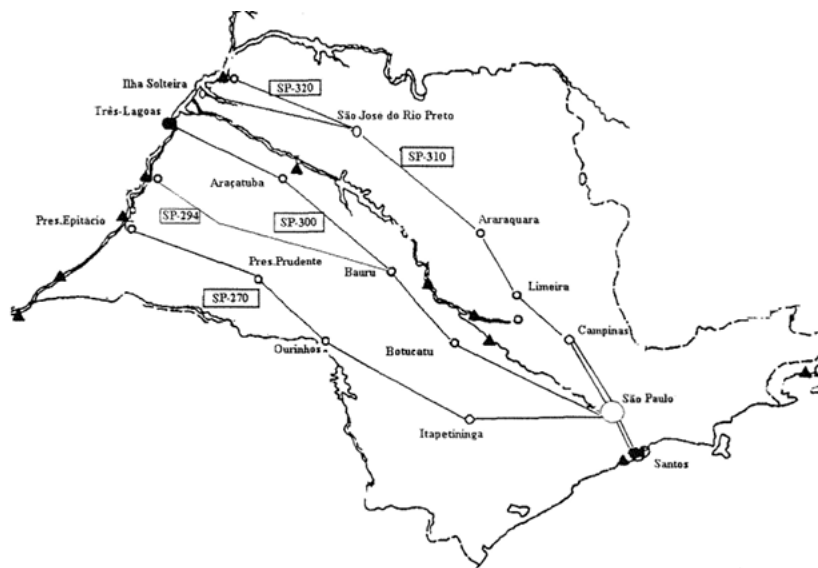 Ilha Solteira
SP-320
Três-Lagoas
São Jose do Rio Preto
SP-310
Araçatuba
SP-294
SP-300
Pres.Epitácio
Araraquara
Pres.Prudente
Bauru
SP-270
Limeira
Campinas
Ourinhos
Botucatu
São Paulo
Itapetininga
Santos